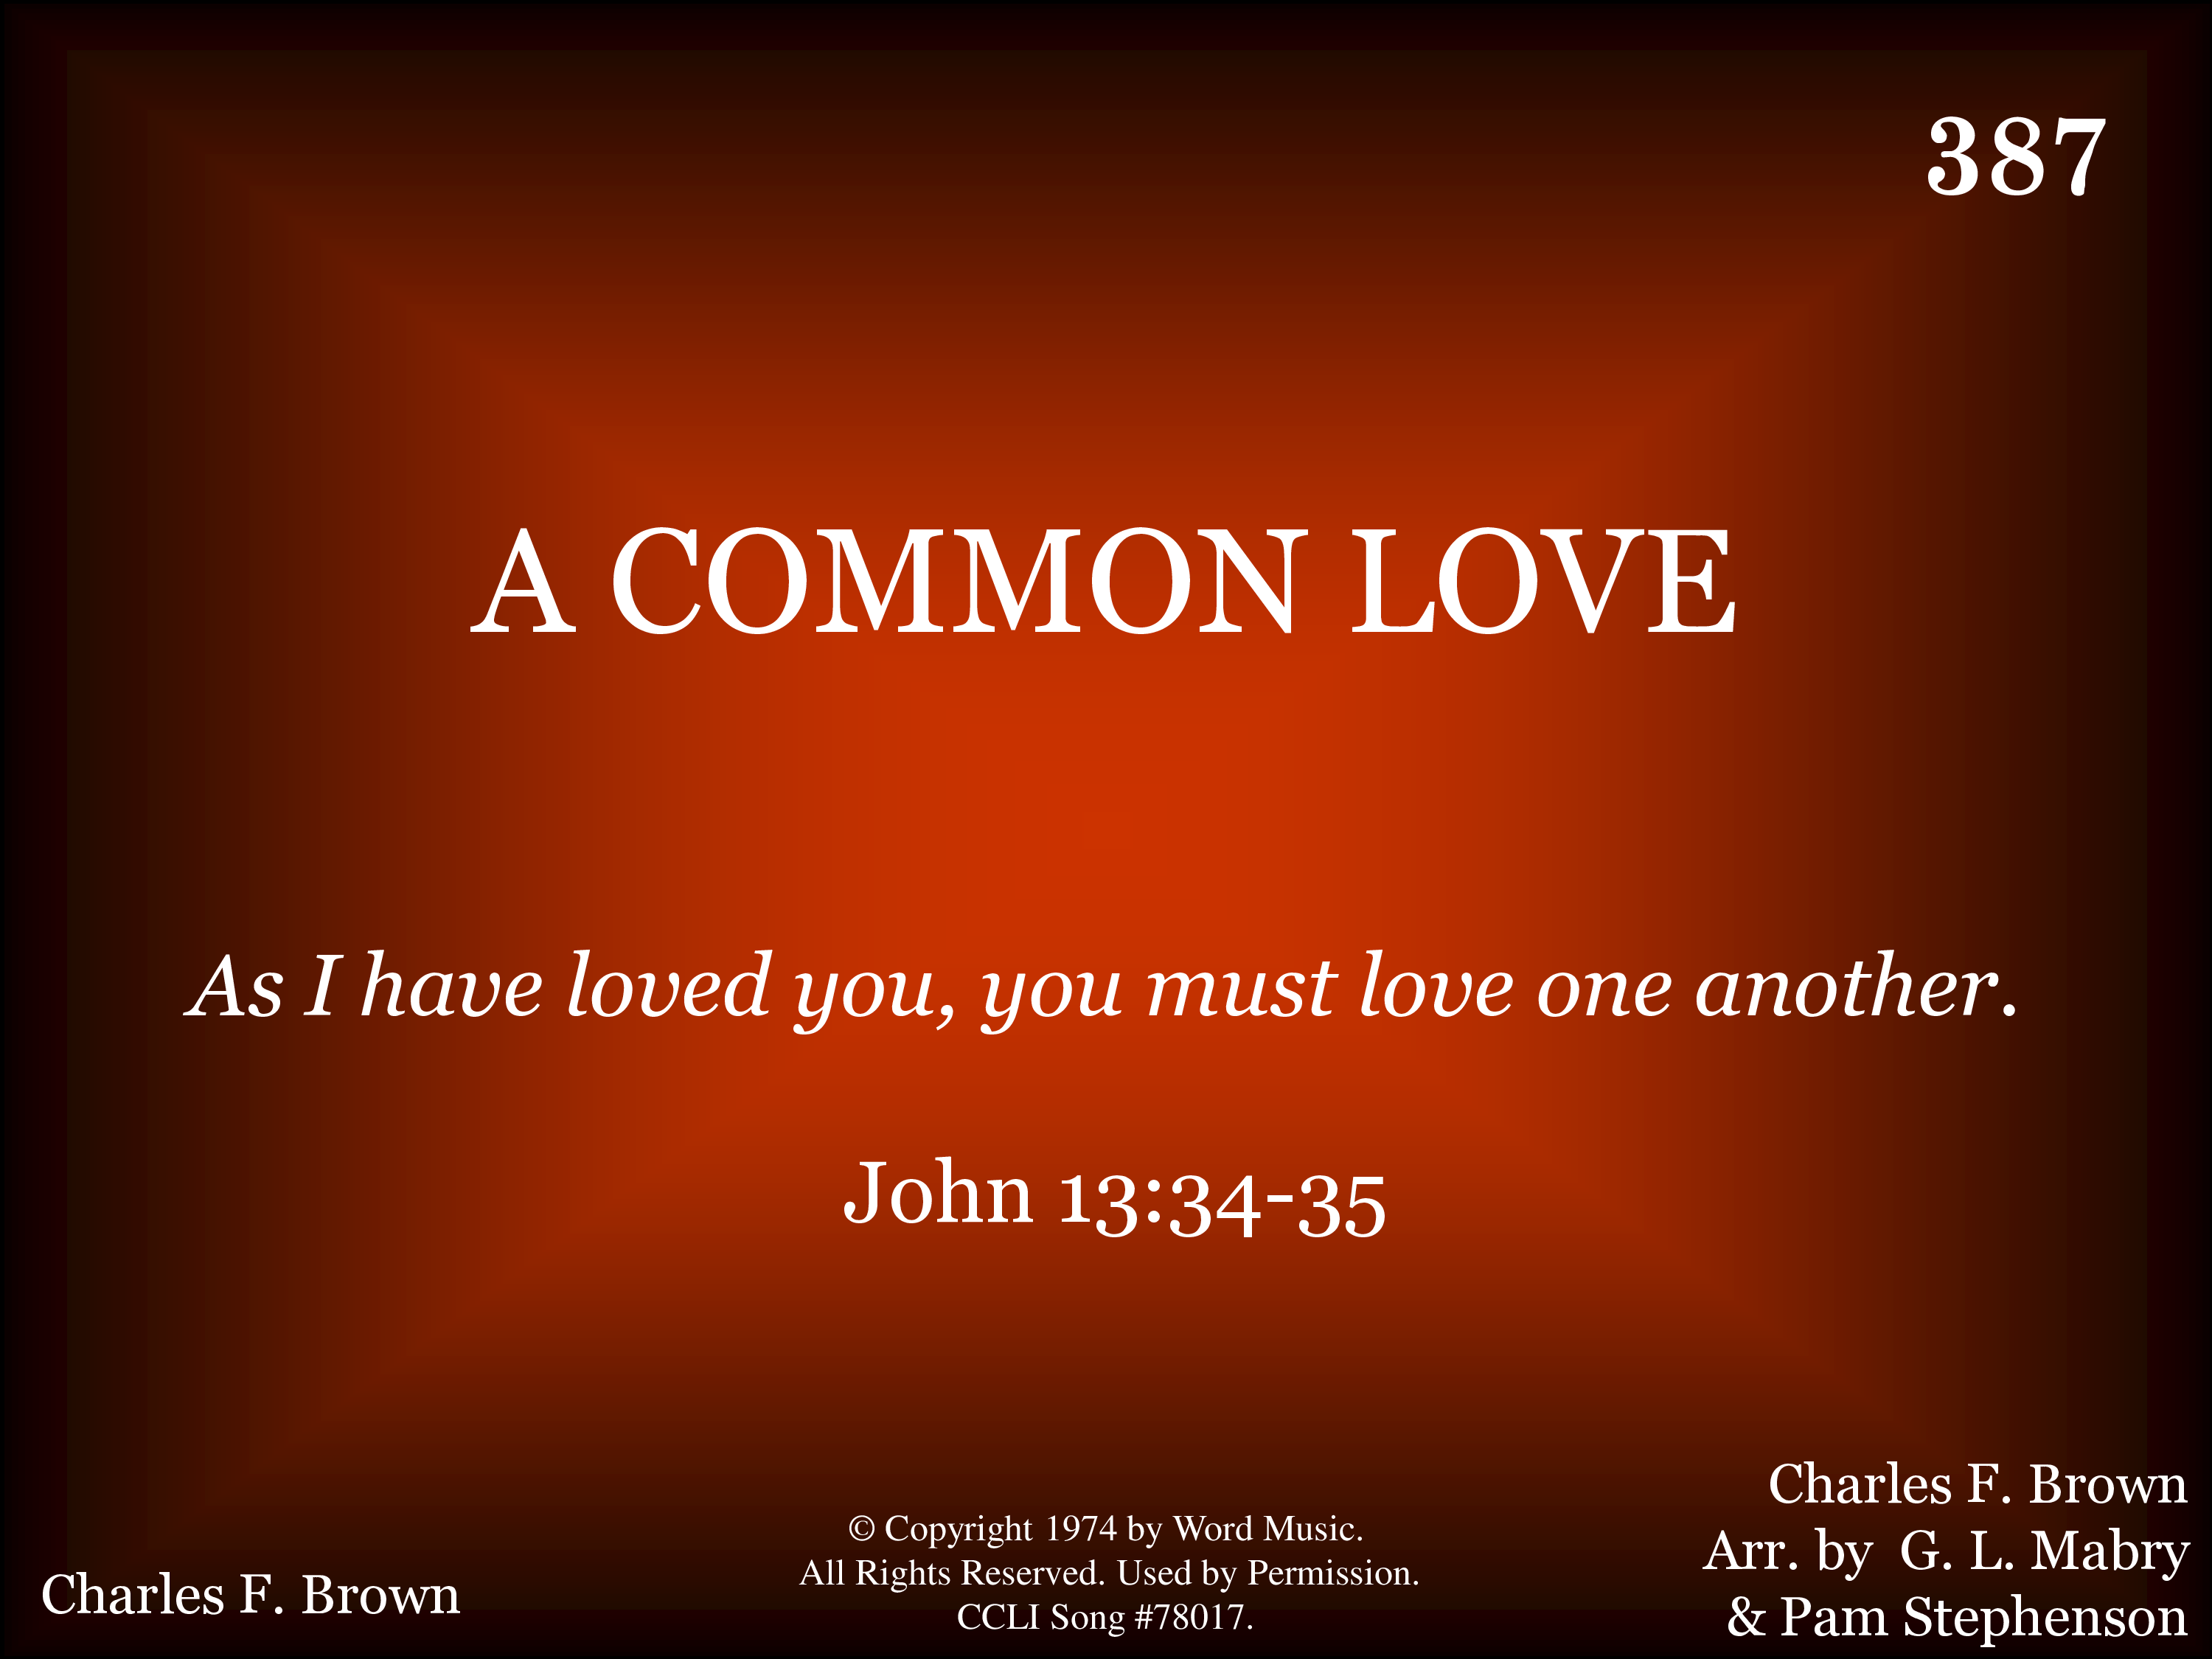 387
A COMMON LOVE
As I have loved you, you must love one another.
John 13:34-35
Charles F. Brown
© Copyright 1974 by Word Music.
All Rights Reserved. Used by Permission.
CCLI Song #78017.
Charles F. Brown
Arr. by  G. L. Mabry
& Pam Stephenson